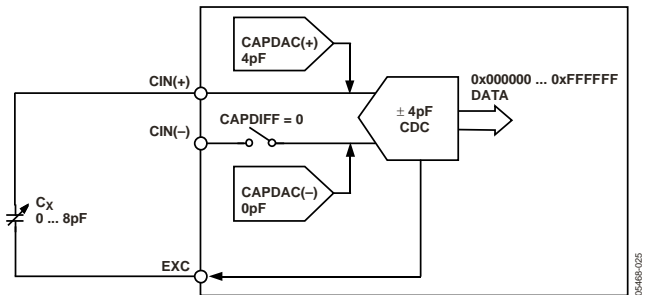 CAPDAC(+)
4pF
CIN(+)
0x000000 ... 0xFFFFFF
DATA
CIN(–)
CAPDIFF = 0
± 4pF
CDC
CAPDAC(–)
0pF
CX
0 ... 8pF
EXC
05468-025